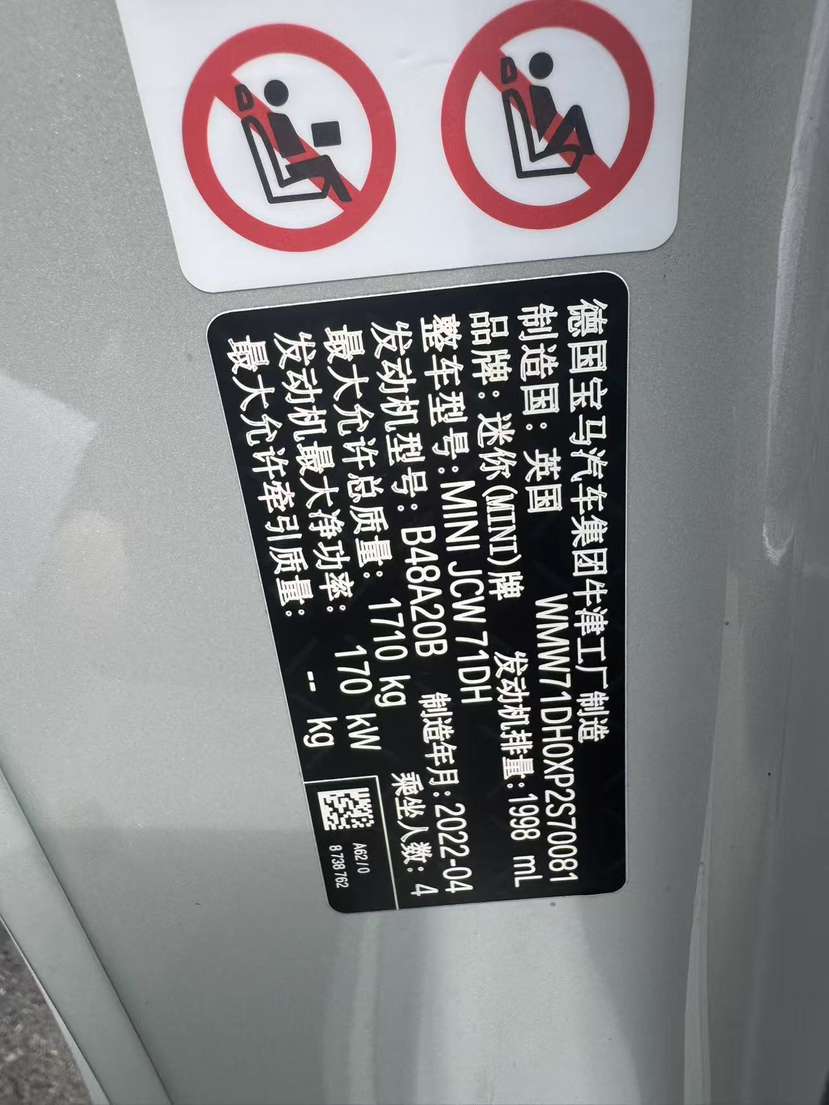 德国宝马汽车集团牛津工厂制造
制造国：英国 WMW71DH0XP2S70081
品牌：迷你(MINI)牌 发动机排量：1998 mL
整车型号：MINI JCW 71DH 制造年月：2022-04
发动机型号：B48A20B 乘坐人数：4
最大允许总质量：1710 kg
发动机最大净功率：170 kW
最大允许牵引质量：-- kg
A62/0
8 738 762